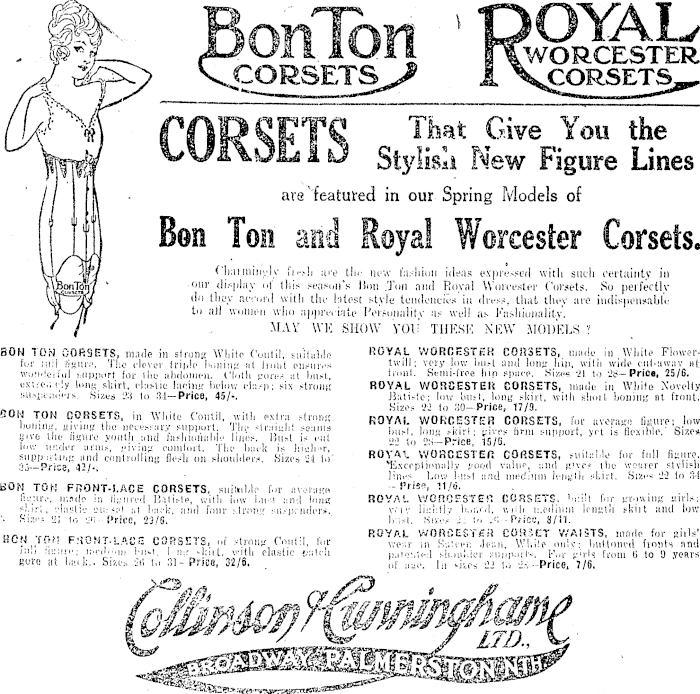 Bon Ton
CORSETS
ROYAL
WORCESTER
CORSETS
CORSETS
That Give You the
Stylish New Figure Lines
are featured in our Spring Models of
Bon Ton and Royal Worcester Corsets.
Charmingly fresh are the new fashion ideas expressed with such certainty in
our display of this season's Bon Ton and Royal Worcester Corsets. So perfectly
do they accord with the latest style tendencies in dress, that they are indispensable
to all women who appreciate Personality as well as Fashionality.
MAY WE SHOW YOU THESE NEW MODELS?
Bon Ton
CORSETS
BON TON CORSETS, made in strong White Coutil, suitable
for full figure. The clever triple boning at front ensures
wonderful support for the abdomen. Cloth gores at bust,
extremely long skirt, elastic lacing below clasp; six strong
suspenders. Sizes 23 to 34—Price, 45/-.
BON TON CORSETS, in White Coutil, with extra strong
boning, giving the necessary support. The straight seams
give the figure youth and fashionable lines. Bust is cut
low under arms, giving comfort. The back is higher,
supporting and controlling flesh on shoulders. Sizes 24 to
35—Price, 42/-.
BON TON FRONT-LACE CORSETS, suitable for average
figure, made in figured Batiste, with low bust and long
skirt, elastic gusset at back, and four strong suspenders.
Sizes 21 to 26—Price, 29/6.
BON TON FRONT-LACE CORSETS, of strong Coutil, for
full figure; medium bust, long skirt, with elastic patch
gore at back. Sizes 26 to 31—Price, 32/6.
ROYAL WORCESTER CORSETS, made in White Flower-
twill; very low bust and long hip, with wide cut-away at
front. Semi-free hip space. Sizes 21 to 28—Price, 25/6.
ROYAL WORCESTER CORSETS, made in White Novelty
Batiste; low bust, long skirt, with short boning at front.
Sizes 22 to 30—Price, 17/9.
ROYAL WORCESTER CORSETS, for average figure; low
bust, long skirt; gives firm support, yet is flexible. Sizes
22 to 28—Price, 15/6.
ROYAL WORCESTER CORSETS, suitable for full figure.
Exceptionally good value, and gives the wearer stylish
lines. Low bust and medium length skirt. Sizes 22 to 34
—Price, 11/6.
ROYAL WORCESTER CORSETS, built for growing girls;
very lightly boned, with medium length skirt and low
bust. Sizes to Price, 8/11.
ROYAL WORCESTER CORSET WAISTS, made for girls'
wear in Sateen Jean, White only; buttoned fronts and
patented shoulder supports. For girls from 6 to 9 years
of age. In sizes 22 to 28—Price, 7/6.
Collinson & Cunninghame
LTD.,
BROADWAY PALMERSTON NTH.